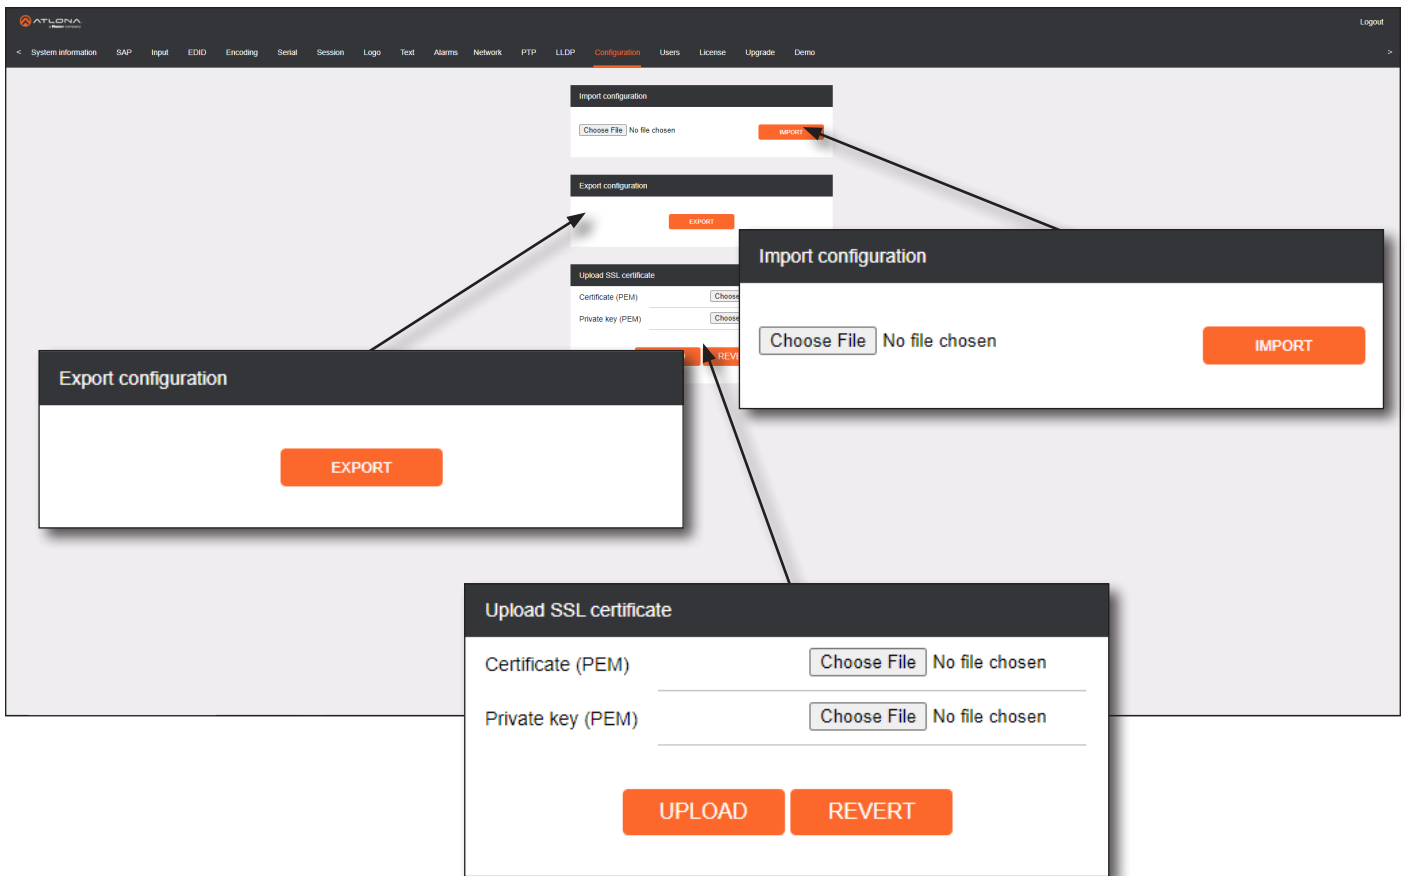 ATLONA
Logout
< System information SAP Input EDID Encoding Serial Session Logo Text Alarms Network PTP LLDP Configuration Users License Upgrade Demo >
Import configuration
Choose File No file chosen IMPORT
Export configuration
EXPORT
Upload SSL certificate
Certificate (PEM) Choose
Private key (PEM) Choose
REVE
Import configuration
Choose File No file chosen IMPORT
Export configuration
EXPORT
Upload SSL certificate
Certificate (PEM) Choose File No file chosen
Private key (PEM) Choose File No file chosen
UPLOAD REVERT